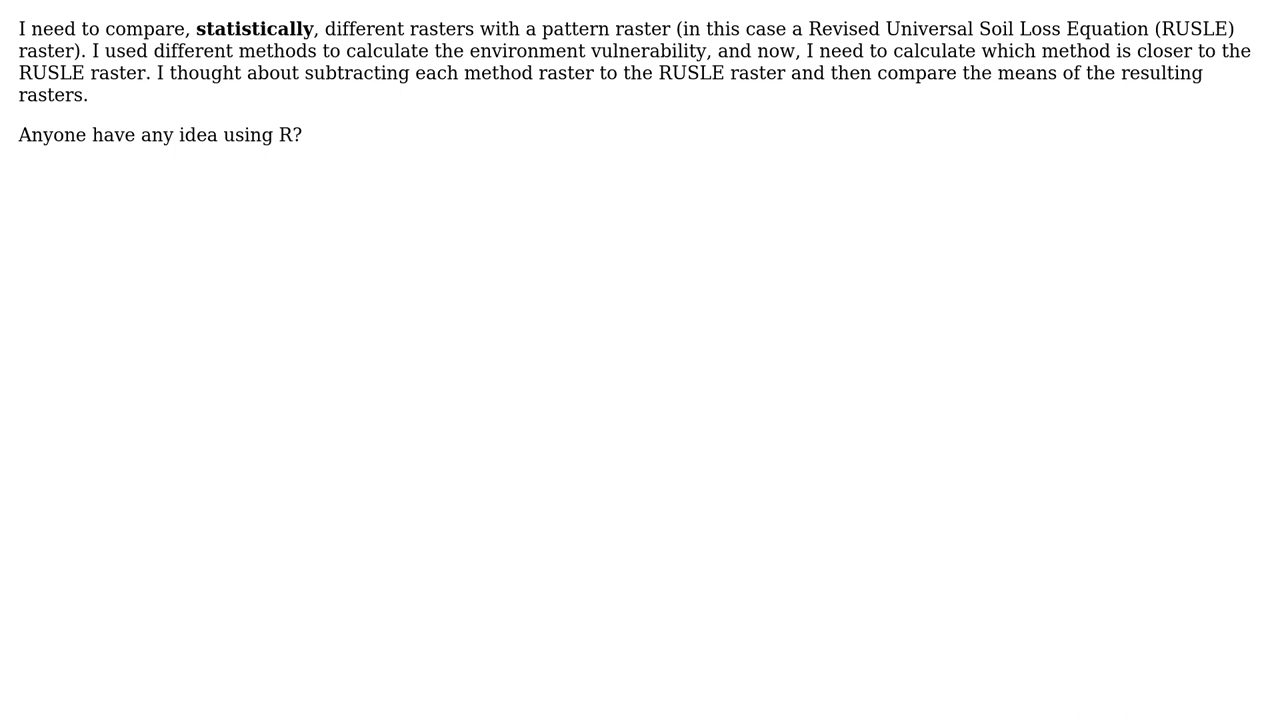 I need to compare, statistically, different rasters with a pattern raster (in this case a Revised Universal Soil Loss Equation (RUSLE)
raster). I used different methods to calculate the environment vulnerability, and now, I need to calculate which method is closer to the
RUSLE raster. I thought about subtracting each method raster to the RUSLE raster and then compare the means of the resulting
rasters.
Anyone have any idea using R?